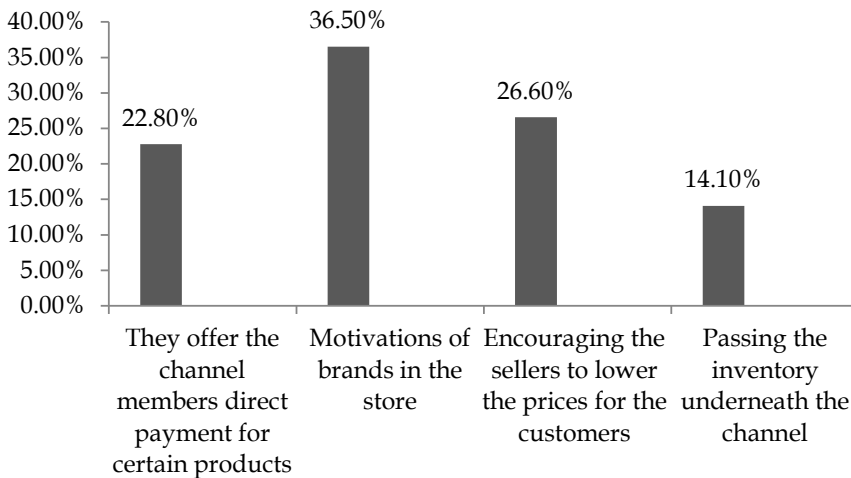 40.00%
35.00%
30.00%
25.00%
20.00%
15.00%
10.00%
5.00%
0.00%
22.80%
36.50%
26.60%
14.10%
They offer the
channel
members direct
payment for
certain products
Motivations of
brands in the
store
Encouraging the
sellers to lower
the prices for the
customers
Passing the
inventory
underneath the
channel